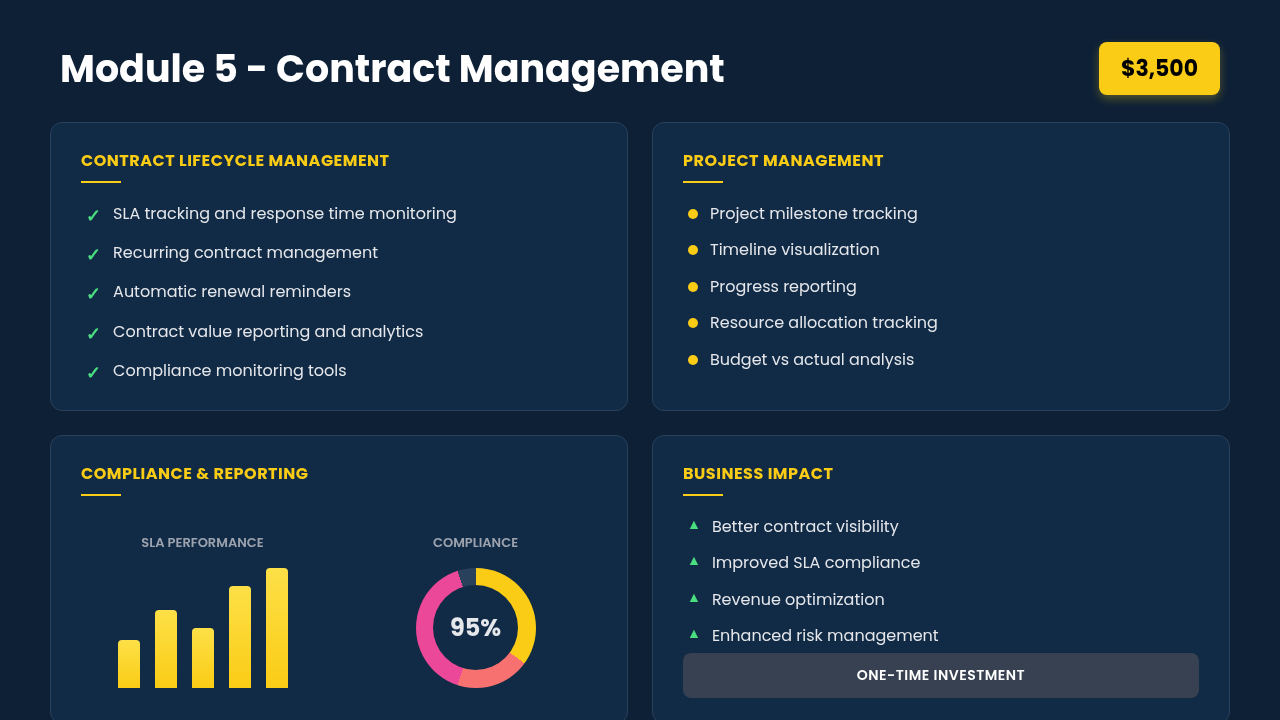 Module 5 - Contract Management
$3,500
CONTRACT LIFECYCLE MANAGEMENT
✓ SLA tracking and response time monitoring
✓ Recurring contract management
✓ Automatic renewal reminders
✓ Contract value reporting and analytics
✓ Compliance monitoring tools
PROJECT MANAGEMENT
Project milestone tracking
Timeline visualization
Progress reporting
Resource allocation tracking
Budget vs actual analysis
COMPLIANCE & REPORTING
SLA PERFORMANCE
COMPLIANCE
95%
BUSINESS IMPACT
▲ Better contract visibility
▲ Improved SLA compliance
▲ Revenue optimization
▲ Enhanced risk management
ONE-TIME INVESTMENT